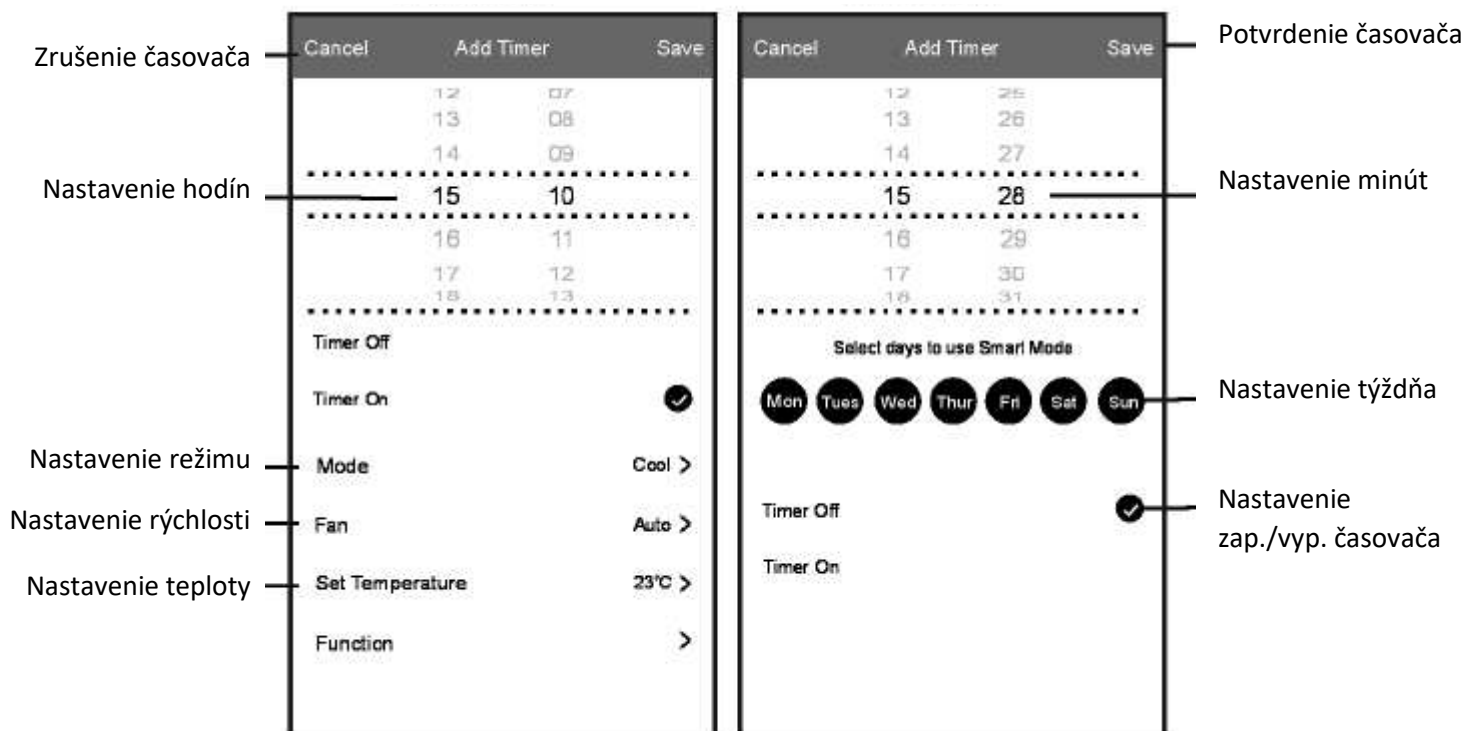 Zrušenie časovača
Nastavenie hodín
Nastavenie režimu
Nastavenie rýchlosti
Nastavenie teploty
Cancel Add Timer Save
12 07
13 08
14 09
15 10
16 11
17 12
18 13
Timer Off
Timer On
Mode Cool >
Fan Auto >
Set Temperature 23°C >
Function >
Cancel Add Timer Save
12 25
13 26
14 27
15 28
16 29
17 30
18 31
Select days to use Smart Mode
Mon Tues Wed Thur Fri Sat Sun
Timer Off
Timer On
Potvrdenie časovača
Nastavenie minút
Nastavenie týždňa
Nastavenie
zap./vyp. časovača